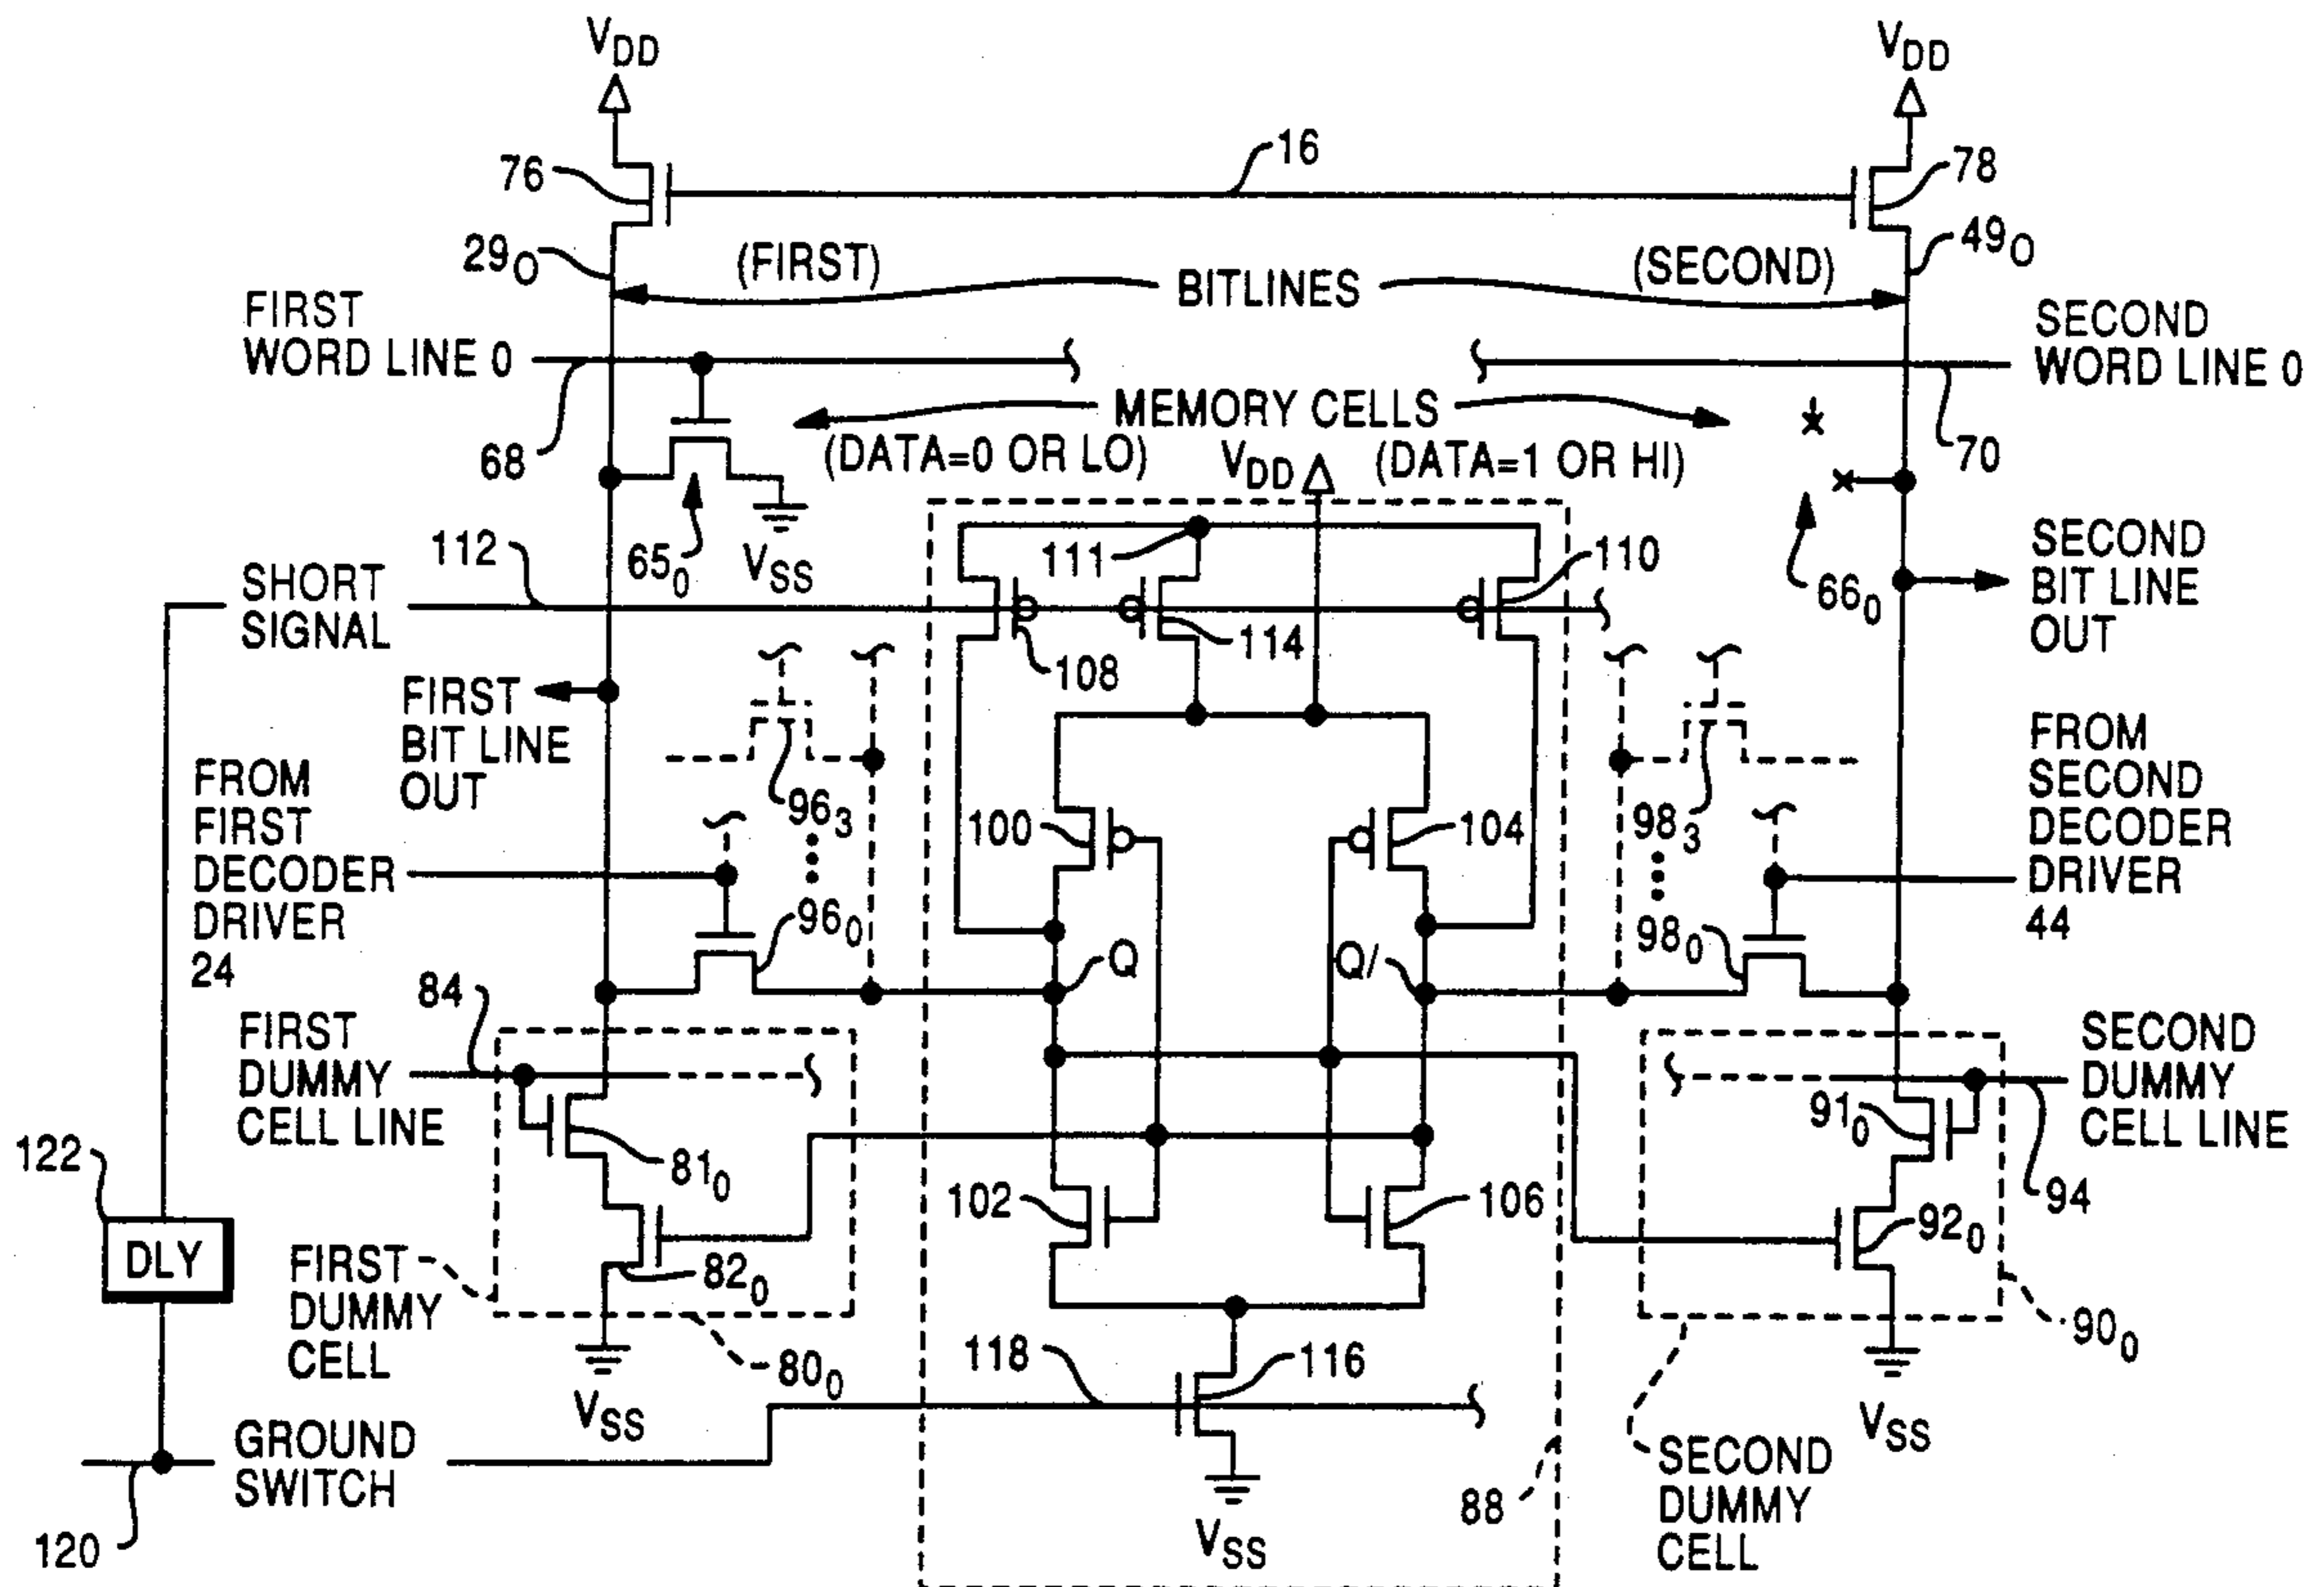 VDD
VDD
76
16
78
29O
(FIRST)
BITLINES
(SECOND)
49O
FIRST
WORD LINE 0
SECOND
WORD LINE 0
68
MEMORY CELLS
(DATA=0 OR LO)
VDD
(DATA=1 OR HI)
70
112
650
VSS
111
110
660
SHORT
SIGNAL
SECOND
BIT LINE
OUT
108
114
FIRST
BIT LINE
OUT
FROM
FIRST
DECODER
DRIVER
24
963
960
100
104
983
980
FROM
SECOND
DECODER
DRIVER
44
Q
Q/
84
FIRST
DUMMY
CELL LINE
SECOND
DUMMY
CELL LINE
810
910
94
122
DLY
102
106
820
920
FIRST
DUMMY
CELL
800
900
VSS
118
116
VSS
GROUND
SWITCH
VSS
88
SECOND
DUMMY
CELL
120